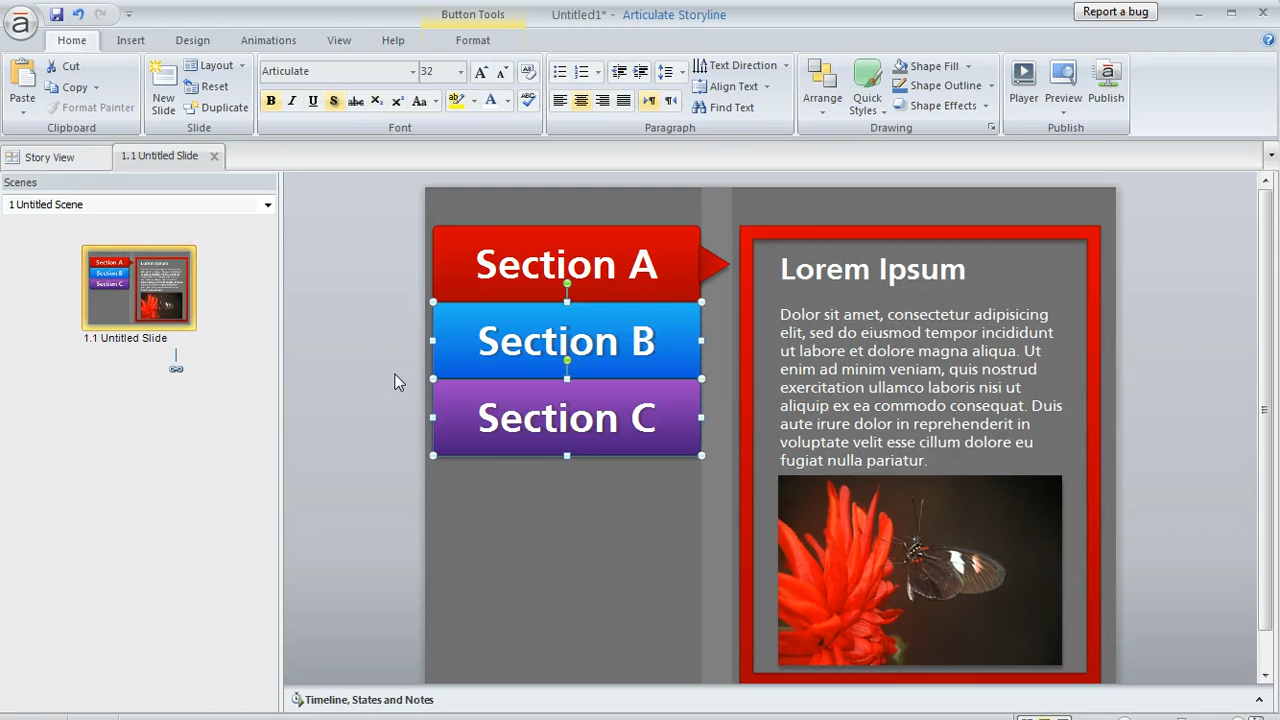 Button Tools
Untitled1* - Articulate Storyline
Report a bug
Home
Insert
Design
Animations
View
Help
Format
Paste
Cut
Copy
Format Painter
Clipboard
New Slide
Layout
Reset
Duplicate
Slide
Articulate
32
B I U S abc X₂ X² Aa A
Font
Text Direction
Align Text
Find Text
Paragraph
Arrange
Quick Styles
Shape Fill
Shape Outline
Shape Effects
Drawing
Player
Preview
Publish
Publish
Story View
1.1 Untitled Slide
Scenes
1 Untitled Scene
1.1 Untitled Slide
Section A
Section B
Section C
Lorem Ipsum
Dolor sit amet, consectetur adipisicing
elit, sed do eiusmod tempor incididunt
ut labore et dolore magna aliqua. Ut
enim ad minim veniam, quis nostrud
exercitation ullamco laboris nisi ut
aliquip ex ea commodo consequat. Duis
aute irure dolor in reprehenderit in
voluptate velit esse cillum dolore eu
fugiat nulla pariatur.
Timeline, States and Notes